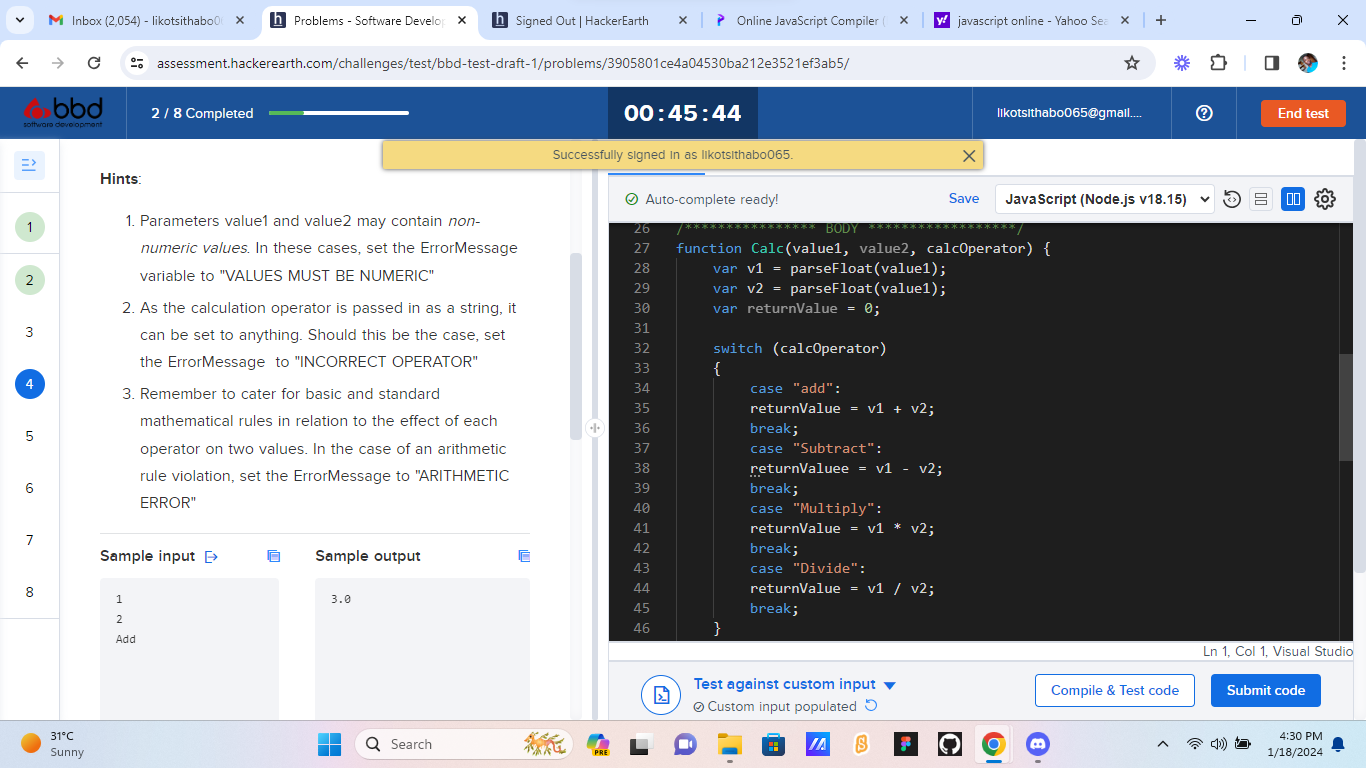 Inbox (2,054) - likotsithabo0
Problems - Software Develop
Signed Out | HackerEarth
Online JavaScript Compiler (
javascript online - Yahoo Sea
assessment.hackerearth.com/challenges/test/bbd-test-draft-1/problems/3905801ce4a04530ba212e3521ef3ab5/
bbd
software development
2 / 8 Completed
00:45:44
likotsithabo065@gmail....
End test
Successfully signed in as likotsithabo065.
1
2
3
4
5
6
7
8
Hints:
1. Parameters value1 and value2 may contain non-
numeric values. In these cases, set the ErrorMessage
variable to "VALUES MUST BE NUMERIC"
2. As the calculation operator is passed in as a string, it
can be set to anything. Should this be the case, set
the ErrorMessage to "INCORRECT OPERATOR"
3. Remember to cater for basic and standard
mathematical rules in relation to the effect of each
operator on two values. In the case of an arithmetic
rule violation, set the ErrorMessage to "ARITHMETIC
ERROR"
Sample input
Sample output
1
2
Add
3.0
Auto-complete ready!
Save
JavaScript (Node.js v18.15)
26 /**************** BODY ******************/
27 function Calc(value1, value2, calcOperator) {
28 var v1 = parseFloat(value1);
29 var v2 = parseFloat(value1);
30 var returnValue = 0;
31
32 switch (calcOperator)
33 {
34 case "add":
35 returnValue = v1 + v2;
36 break;
37 case "Subtract":
38 returnValuee = v1 - v2;
39 break;
40 case "Multiply":
41 returnValue = v1 * v2;
42 break;
43 case "Divide":
44 returnValue = v1 / v2;
45 break;
46 }
Ln 1, Col 1, Visual Studio
Test against custom input
Custom input populated
Compile & Test code
Submit code
31°C
Sunny
Search
PRE
4:30 PM
1/18/2024